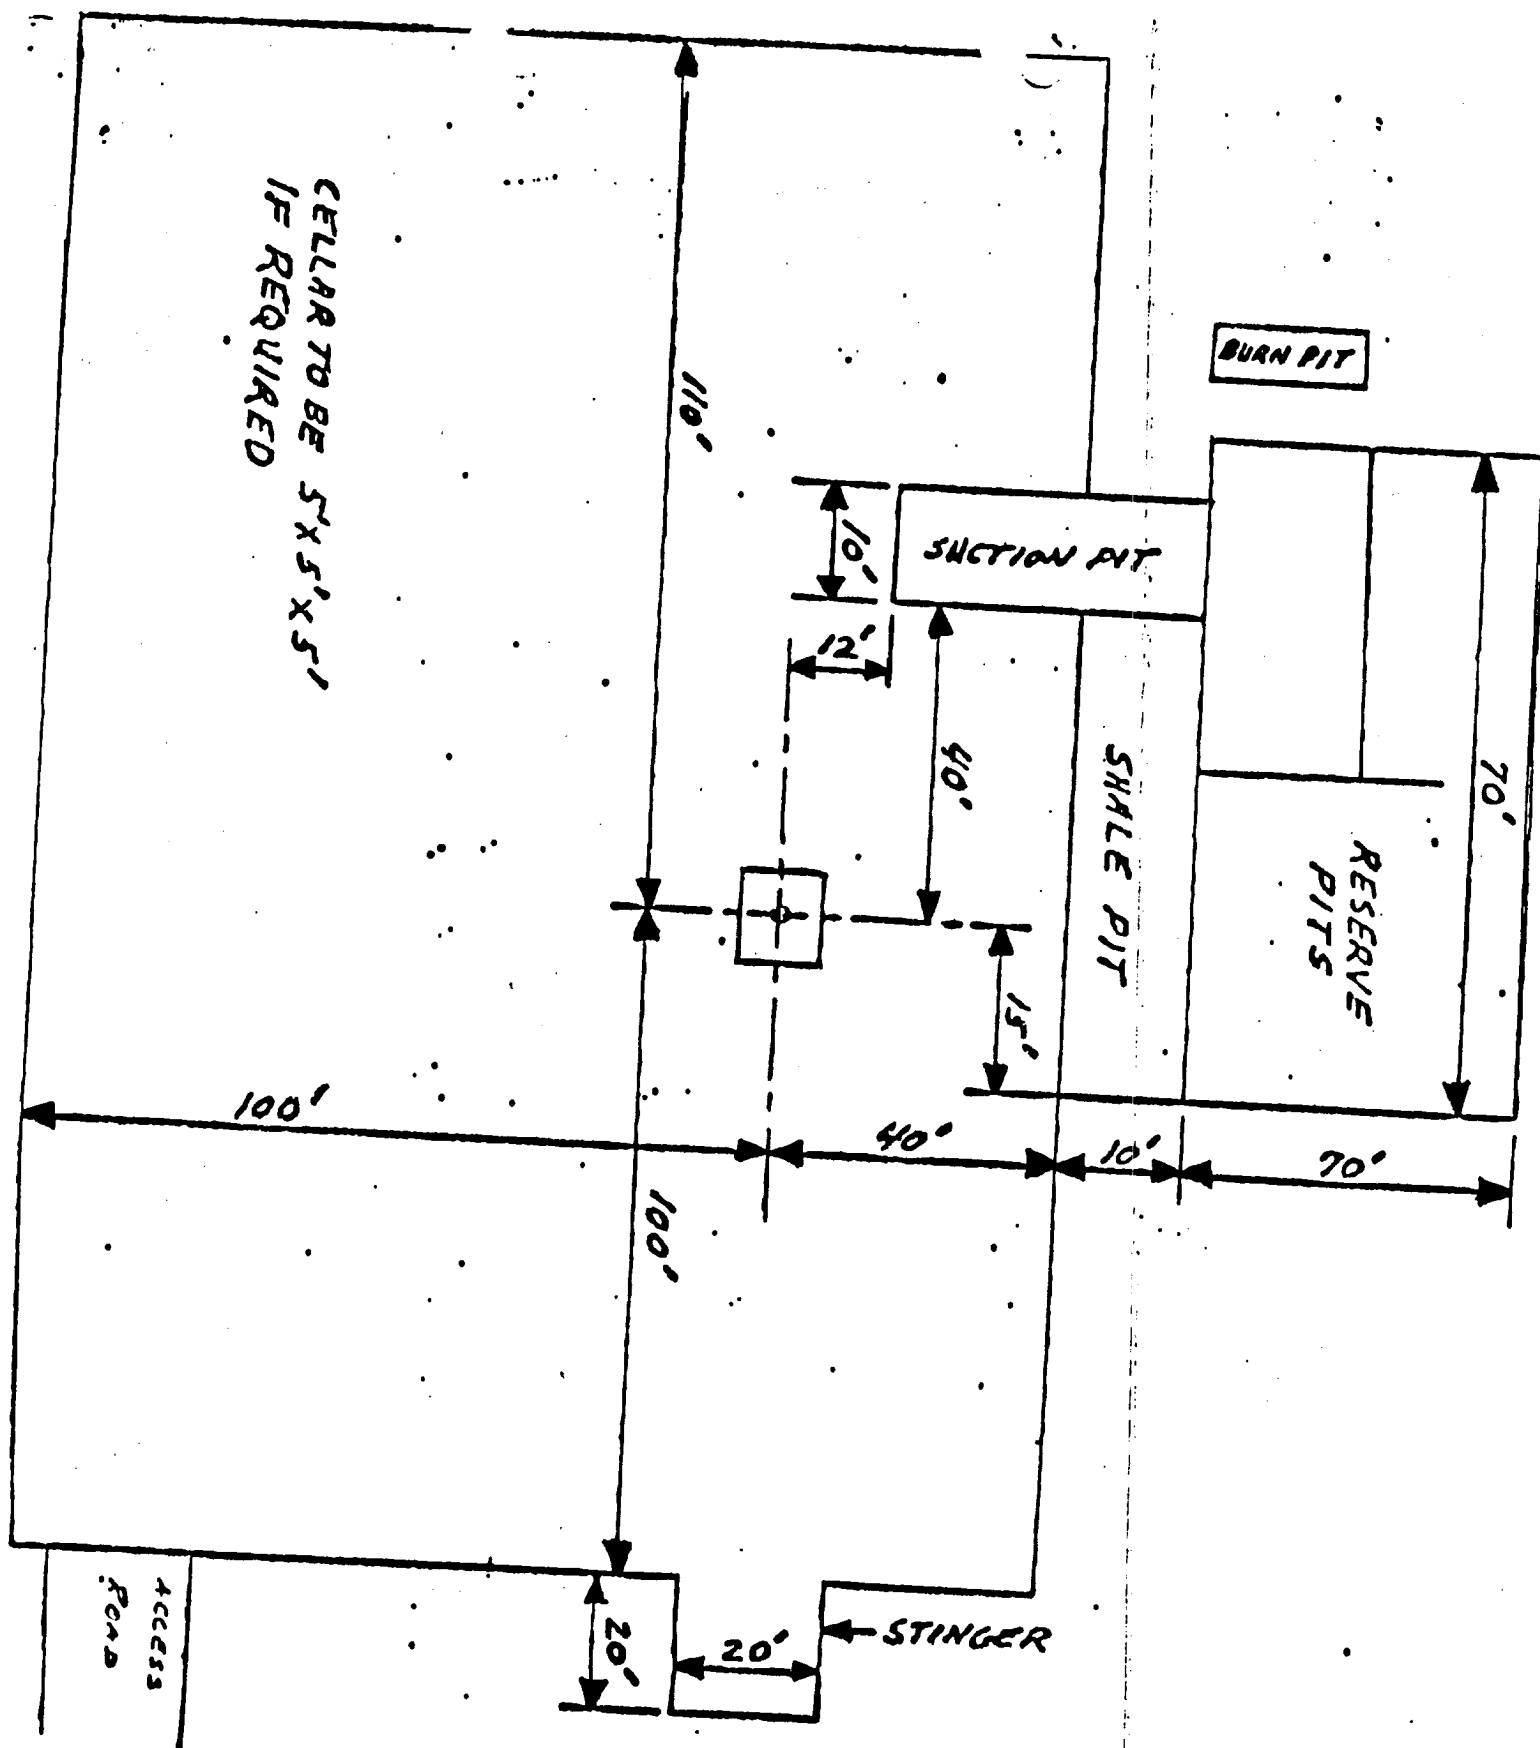 BURN PIT
CELLAR TO BE 5'X5'X5'
IF REQUIRED
110'
10'
SUCTION PIT
12'
40'
SHALE PIT
70'
RESERVE
PITS
15'
100'
40'
10'
70'
100'
20'
20'
STINGER
ACCESS
ROAD